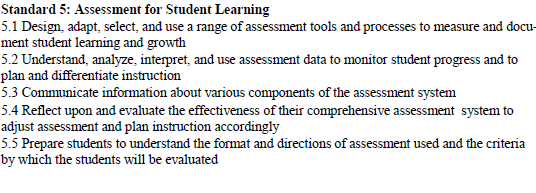 Standard 5: Assessment for Student Learning
5.1 Design, adapt, select, and use a range of assessment tools and processes to measure and docu-
ment student learning and growth
5.2 Understand, analyze, interpret, and use assessment data to monitor student progress and to
plan and differentiate instruction
5.3 Communicate information about various components of the assessment system
5.4 Reflect upon and evaluate the effectiveness of their comprehensive assessment system to
adjust assessment and plan instruction accordingly
5.5 Prepare students to understand the format and directions of assessment used and the criteria
by which the students will be evaluated